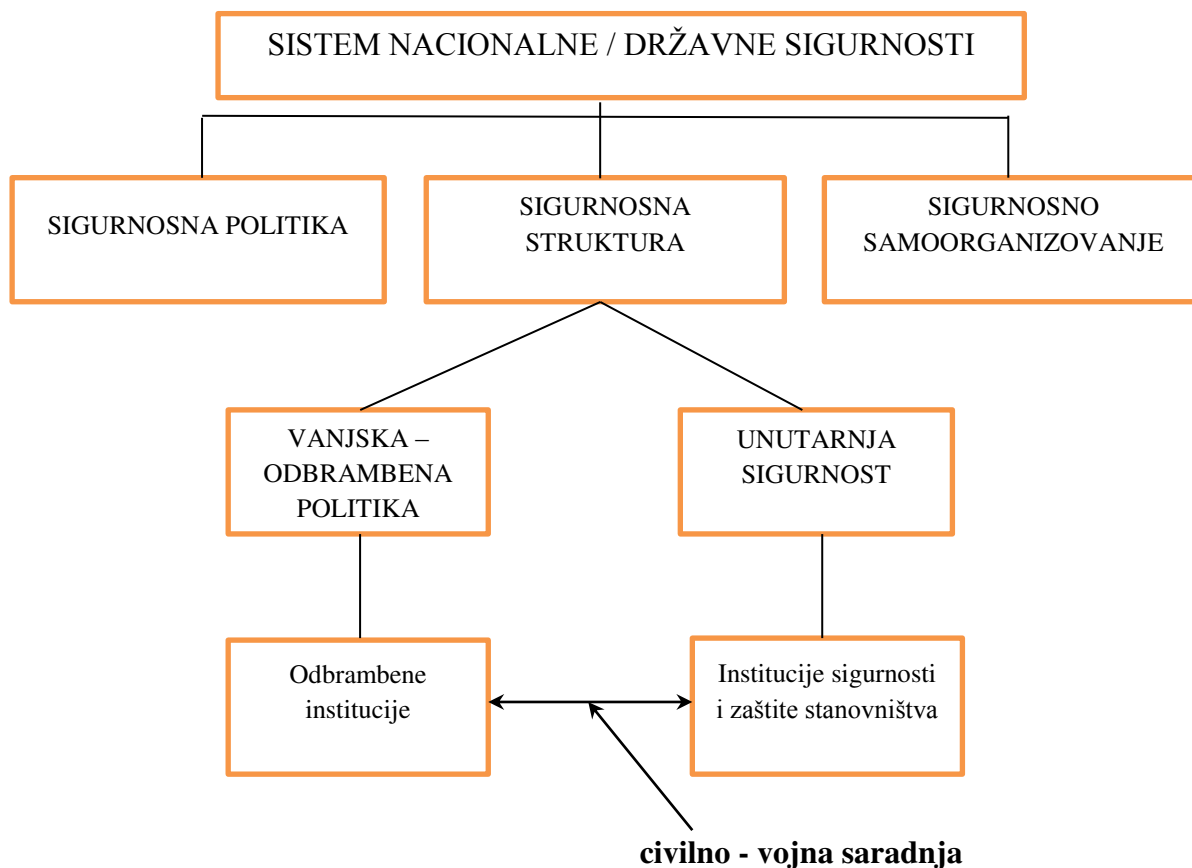 SISTEM NACIONALNE / DRŽAVNE SIGURNOSTI
SIGURNOSNA POLITIKA
SIGURNOSNA
STRUKTURA
SIGURNOSNO
SAMOORGANIZOVANJE
VANJSKA –
ODBRAMBENA
POLITIKA
UNUTARNJA
SIGURNOST
Odbrambene
institucije
Institucije sigurnosti
i zaštite stanovništva
civilno - vojna saradnja